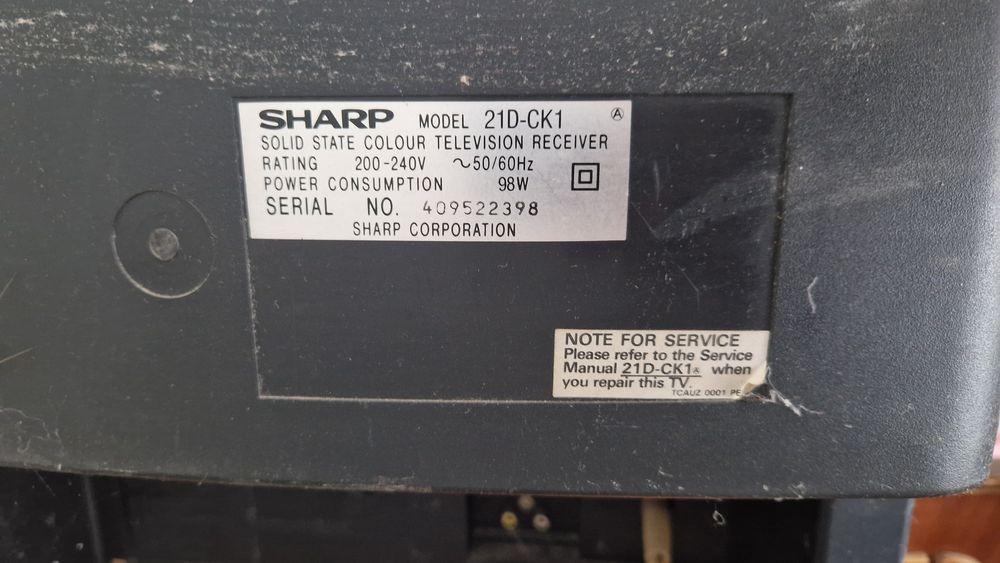 SHARP MODEL 21D-CK1 Ⓐ
SOLID STATE COLOUR TELEVISION RECEIVER
RATING 200-240V ~50/60Hz
POWER CONSUMPTION 98W
SERIAL NO. 409522398
SHARP CORPORATION
NOTE FOR SERVICE
Please refer to the Service
Manual 21D-CK1Ⓐ when
you repair this TV.
TCAUZ 0001 PE